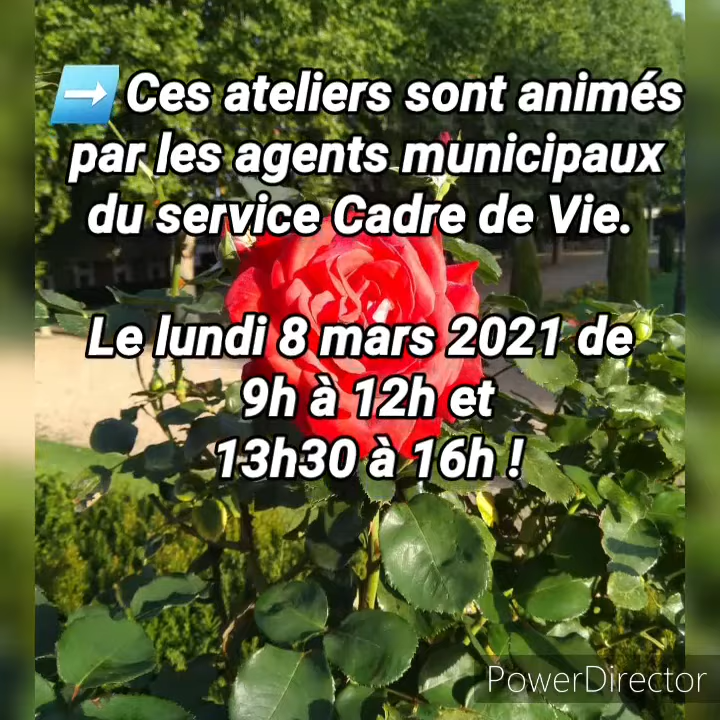 ➡ Ces ateliers sont animés
par les agents municipaux
du service Cadre de Vie.
Le lundi 8 mars 2021 de
9h à 12h et
13h30 à 16h !
PowerDirector